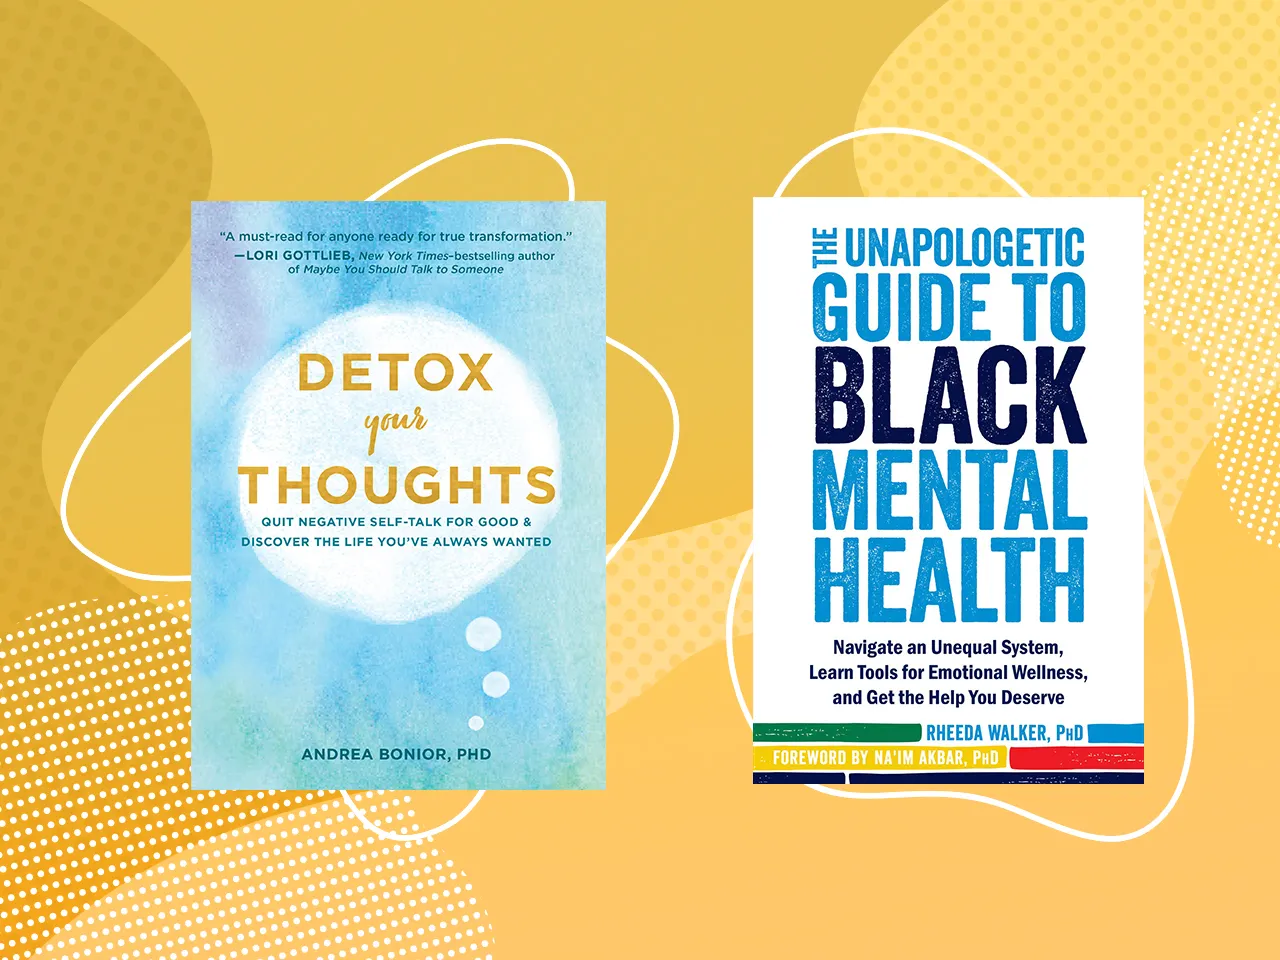 “A must-read for anyone ready for true transformation.”
—LORI GOTTLIEB, New York Times–bestselling author
of Maybe You Should Talk to Someone
DETOX
your
THOUGHTS
QUIT NEGATIVE SELF-TALK FOR GOOD &
DISCOVER THE LIFE YOU’VE ALWAYS WANTED
ANDREA BONIOR, PHD
THE UNAPOLOGETIC
GUIDE TO
BLACK
MENTAL
HEALTH
Navigate an Unequal System,
Learn Tools for Emotional Wellness,
and Get the Help You Deserve
RHEEDA WALKER, PHD
FOREWORD BY NA'IM AKBAR, PHD